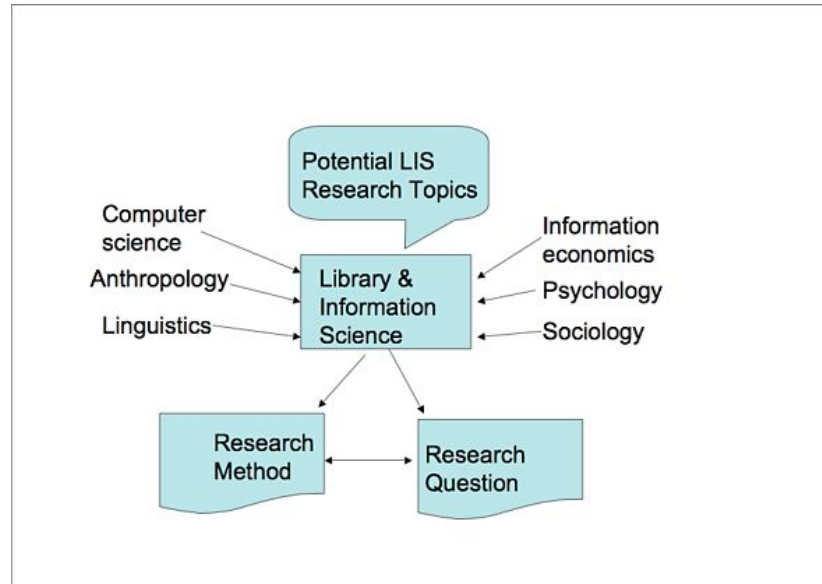 Potential LIS
Research Topics
Computer
science
Anthropology
Linguistics
Library &
Information
Science
Information
economics
Psychology
Sociology
Research
Method
Research
Question